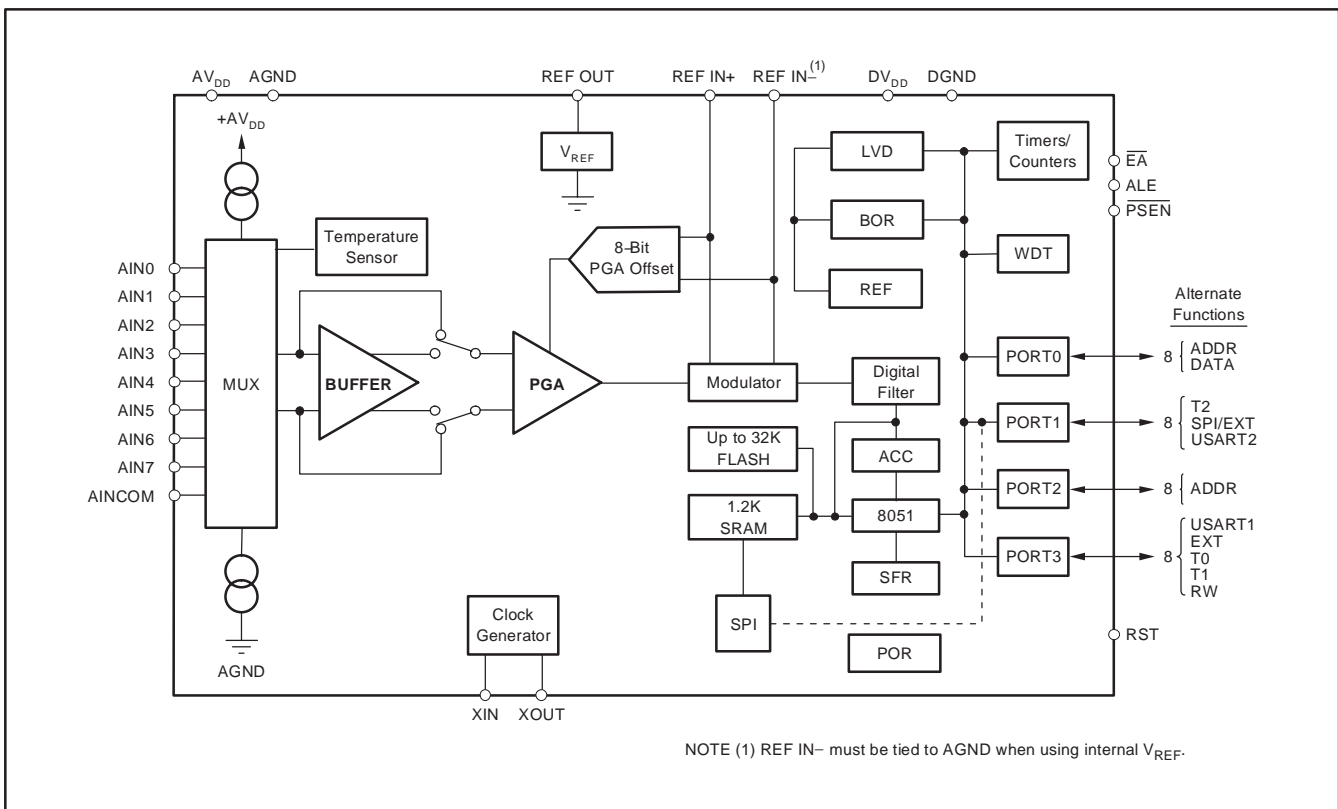 AVDD AGND REF OUT REF IN+ REF IN−(1) DVDD DGND
+AVDD
VREF
LVD
Timers/
Counters
EA
ALE
PSEN
Temperature
Sensor
8−Bit
PGA Offset
BOR
WDT
REF
AIN0
AIN1
AIN2
AIN3
AIN4
AIN5
AIN6
AIN7
AINCOM
MUX
BUFFER
PGA
Modulator
Digital
Filter
Alternate
Functions
PORT0
8
ADDR
DATA
PORT1
8
T2
SPI/EXT
USART2
Up to 32K
FLASH
ACC
PORT2
8
ADDR
1.2K
SRAM
8051
PORT3
8
USART1
EXT
T0
T1
RW
SFR
SPI
POR
RST
Clock
Generator
AGND
XIN XOUT
NOTE (1) REF IN− must be tied to AGND when using internal VREF.